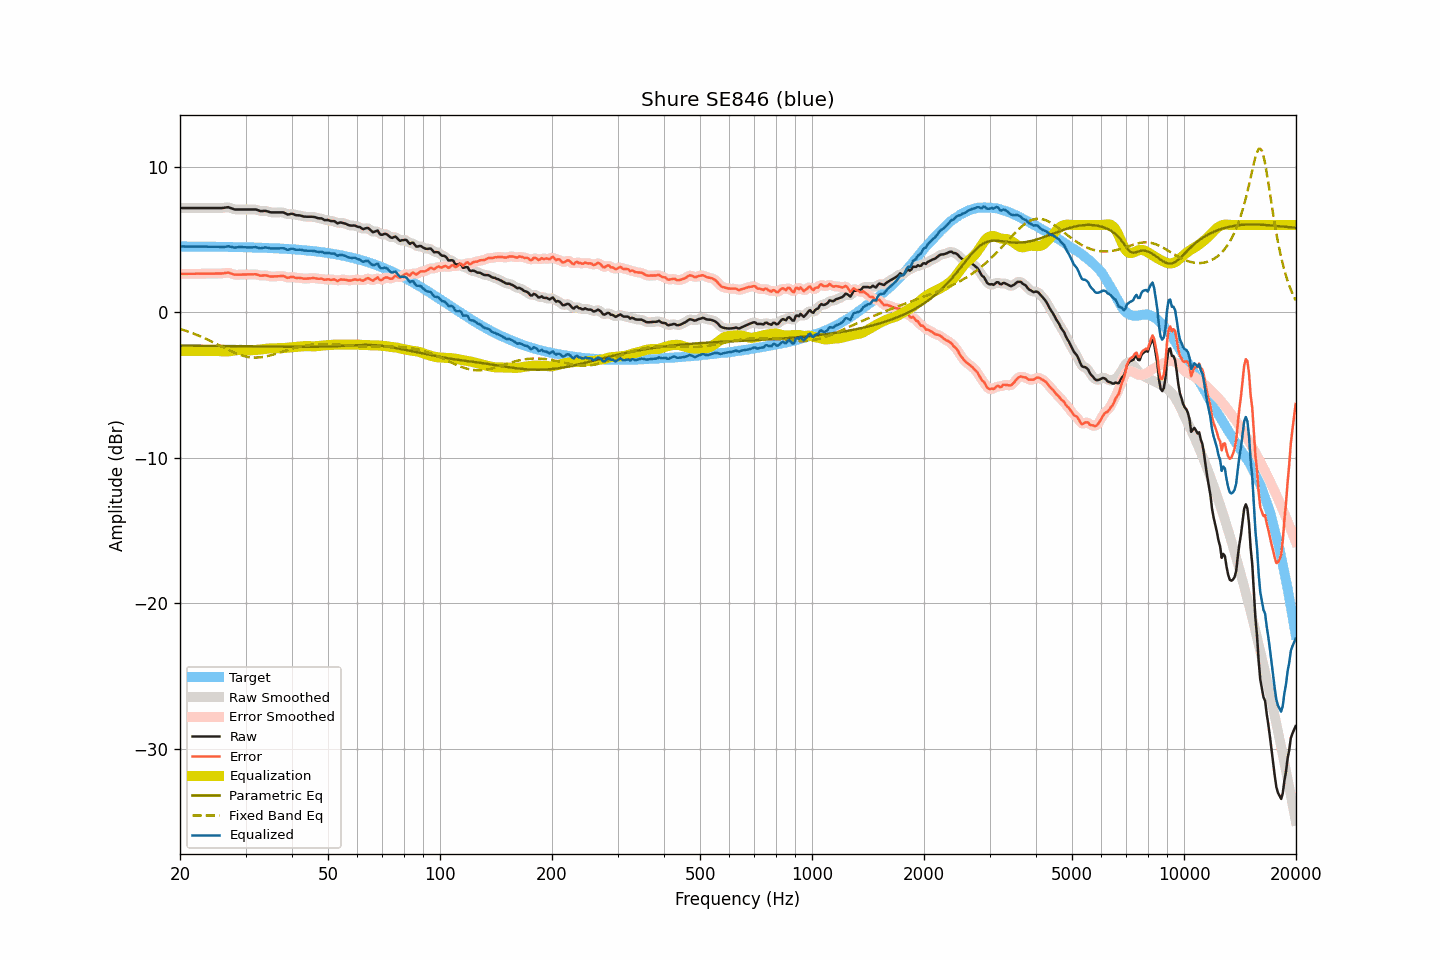 Shure SE846 (blue)
10
0
−10
−20
−30
Amplitude (dBr)
Target
Raw Smoothed
Error Smoothed
Raw
Error
Equalization
Parametric Eq
Fixed Band Eq
Equalized
20 50 100 200 500 1000 2000 5000 10000 20000
Frequency (Hz)